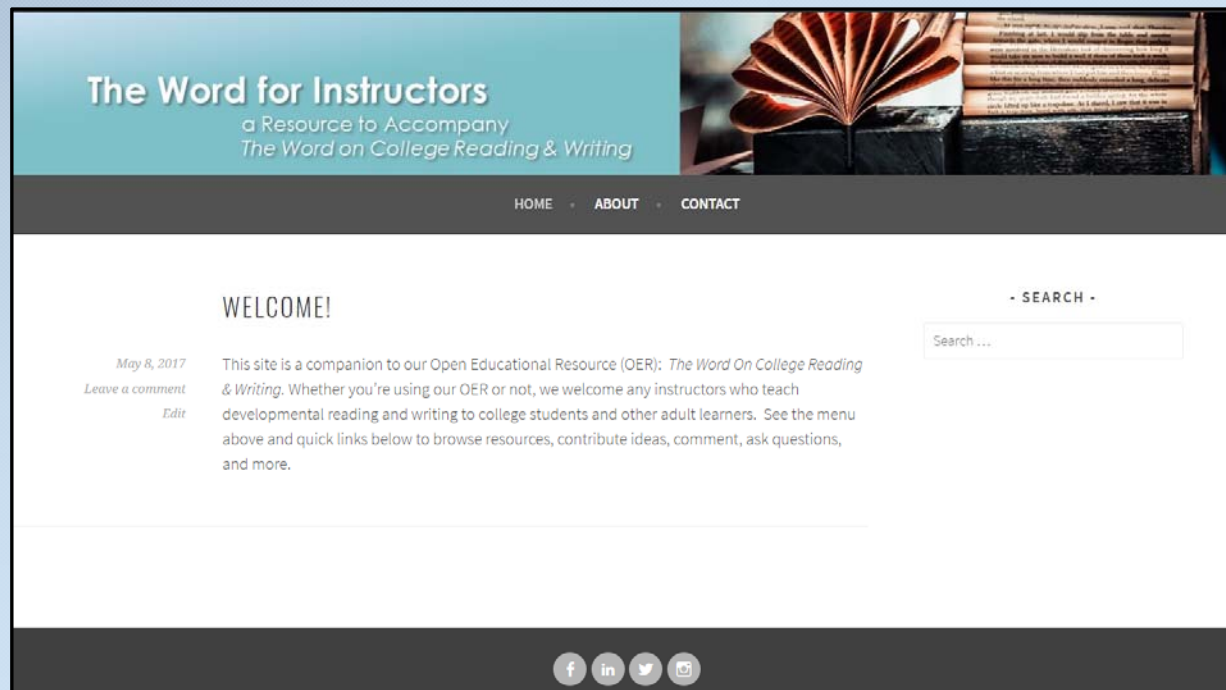 The Word for Instructors
a Resource to Accompany
The Word on College Reading & Writing
HOME
ABOUT
CONTACT
WELCOME!
May 8, 2017
Leave a comment
Edit
This site is a companion to our Open Educational Resource (OER): The Word On College Reading
& Writing. Whether you're using our OER or not, we welcome any instructors who teach
developmental reading and writing to college students and other adult learners. See the menu
above and quick links below to browse resources, contribute ideas, comment, ask questions,
and more.
- SEARCH -
Search ...